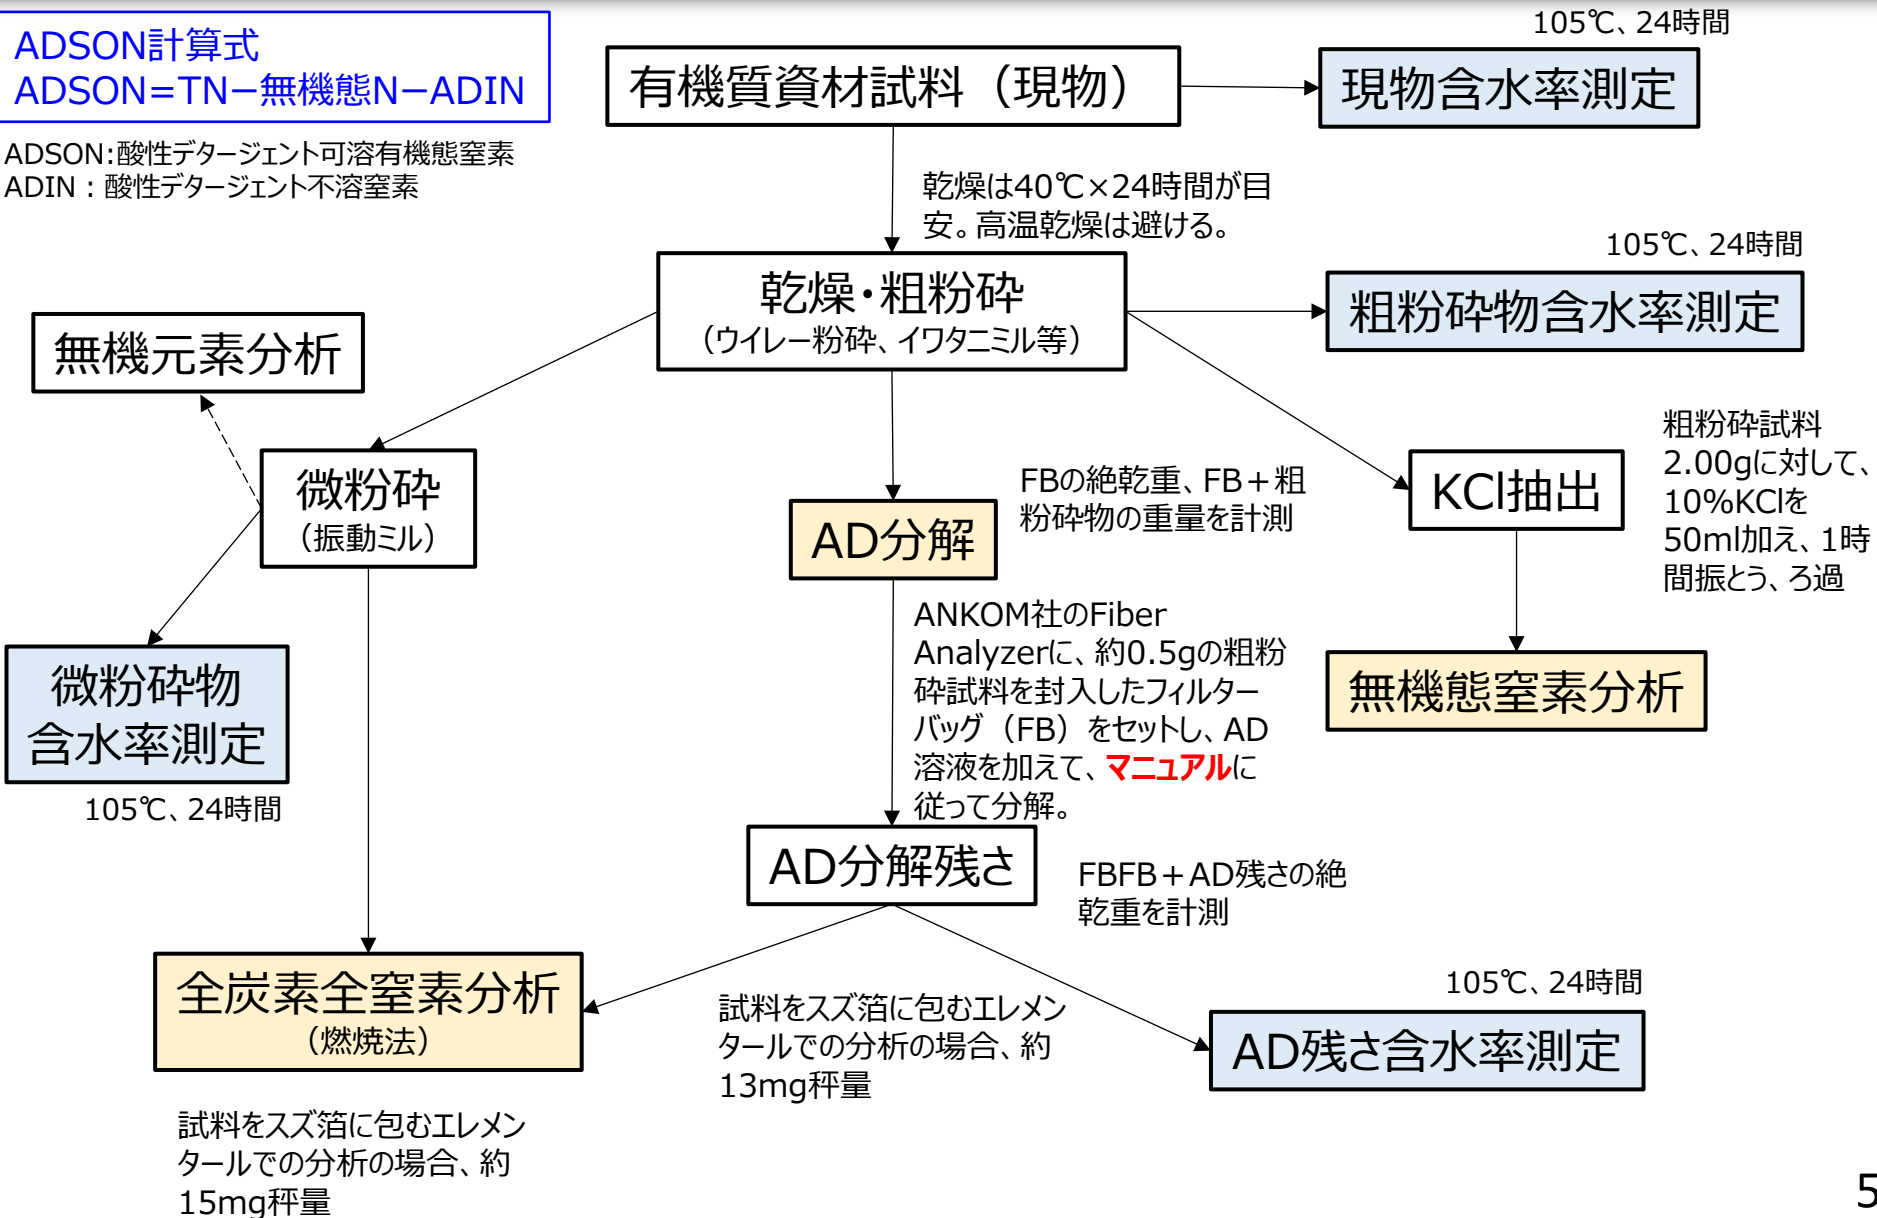 ADSON計算式
ADSON=TN−無機態N−ADIN
ADSON:酸性デタージェント可溶有機態窒素
ADIN：酸性デタージェント不溶窒素
有機質資材試料（現物）
105℃、24時間
現物含水率測定
乾燥は40℃×24時間が目
安。高温乾燥は避ける。
乾燥・粗粉砕
（ウイレー粉砕、イワタニミル等）
105℃、24時間
粗粉砕物含水率測定
無機元素分析
微粉砕
（振動ミル）
FBの絶乾重、FB＋粗
粉砕物の重量を計測
AD分解
KCl抽出
粗粉砕試料
2.00gに対して、
10%KClを
50ml加え、1時
間振とう、ろ過
ANKOM社のFiber
Analyzerに、約0.5gの粗粉
砕試料を封入したフィルター
バッグ（FB）をセットし、AD
溶液を加えて、マニュアルに
従って分解。
無機態窒素分析
微粉砕物
含水率測定
105℃、24時間
AD分解残さ
FBFB＋AD残さの絶
乾重を計測
全炭素全窒素分析
（燃焼法）
試料をスズ箔に包むエレメン
タールでの分析の場合、約
13mg秤量
105℃、24時間
AD残さ含水率測定
試料をスズ箔に包むエレメン
タールでの分析の場合、約
15mg秤量
5